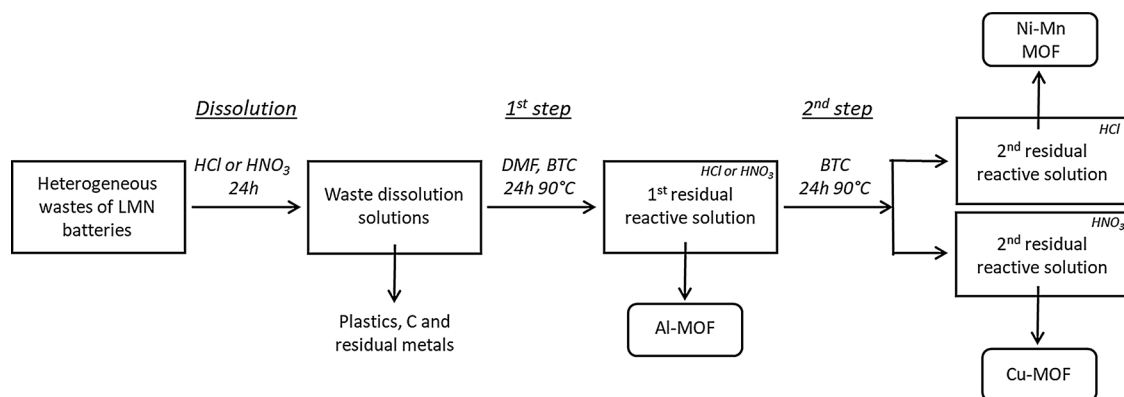 Ni-Mn
MOF
Dissolution
1st step
2nd step
HCl or HNO3
24h
DMF, BTC
24h 90°C
BTC
24h 90°C
Heterogeneous
wastes of LMN
batteries
Waste dissolution
solutions
HCl or HNO3
1st residual
reactive solution
HCl
2nd residual
reactive solution
HNO3
2nd residual
reactive solution
Plastics, C and
residual metals
Al-MOF
Cu-MOF